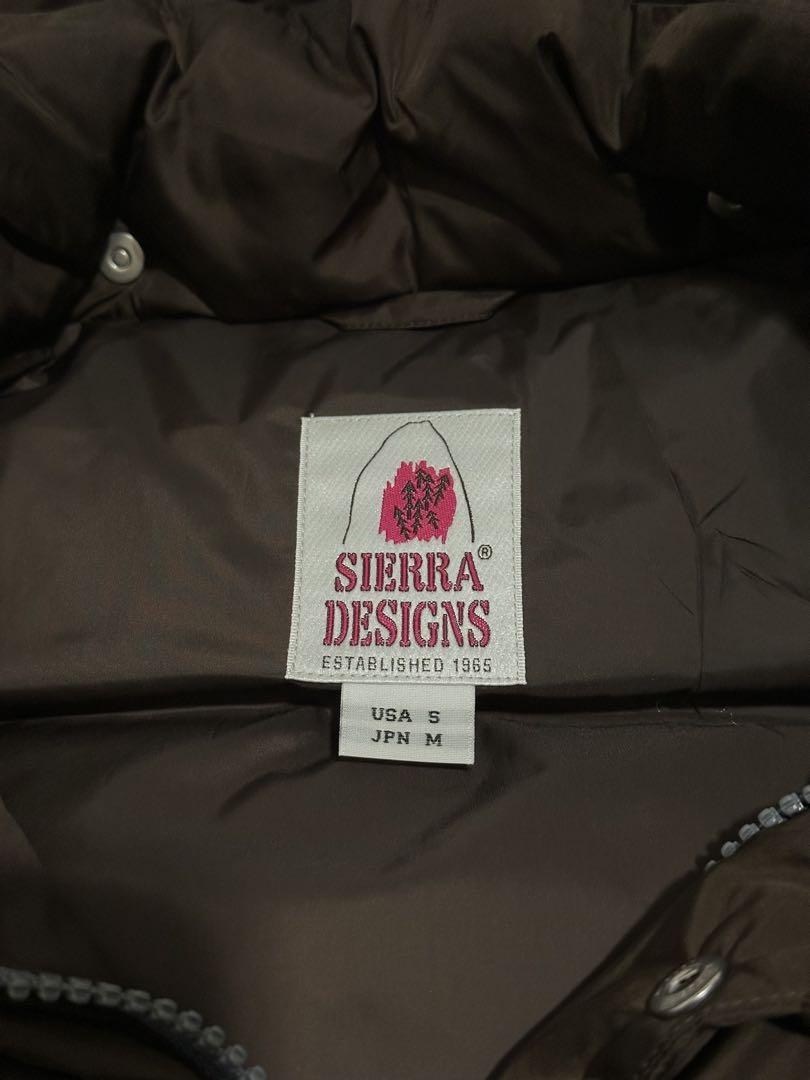 SIERRA®
DESIGNS
ESTABLISHED 1965
USA S
JPN M